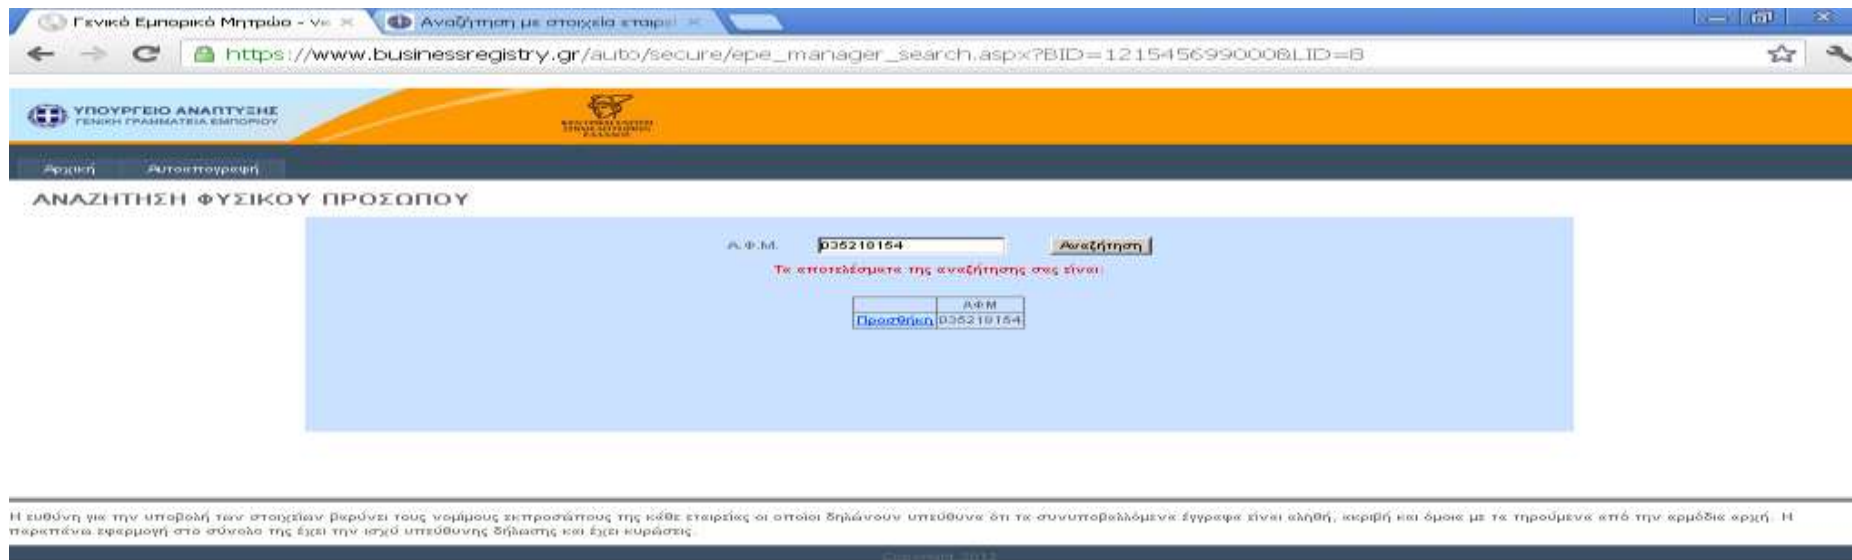 Γενικό Εμπορικό Μητρώο - Νε
Αναζήτηση με στοιχεία εταιρεί
https://www.businessregistry.gr/auto/secure/epe_manager_search.aspx?BID=121545699000&LID=8
ΥΠΟΥΡΓΕΙΟ ΑΝΑΠΤΥΞΗΣ
ΓΕΝΙΚΗ ΓΡΑΜΜΑΤΕΙΑ ΕΜΠΟΡΙΟΥ
Αρχική Αυτοαπογραφή
ΑΝΑΖΗΤΗΣΗ ΦΥΣΙΚΟΥ ΠΡΟΣΩΠΟΥ
Α.Φ.Μ. 035210154 Αναζήτηση
Τα αποτελέσματα της αναζήτησης σας είναι:
ΑΦΜ
Προσθήκη 035210154
Η ευθύνη για την υποβολή των στοιχείων βαρύνει τους νομίμους εκπροσώπους της κάθε εταιρείας οι οποίοι δηλώνουν υπεύθυνα ότι τα συνυποβαλλόμενα έγγραφα είναι αληθή, ακριβή και όμοια με τα τηρούμενα από την αρμόδια αρχή. Η
παραπάνω εφαρμογή στο σύνολο της έχει την ισχύ υπεύθυνης δήλωσης και έχει κυρώσεις